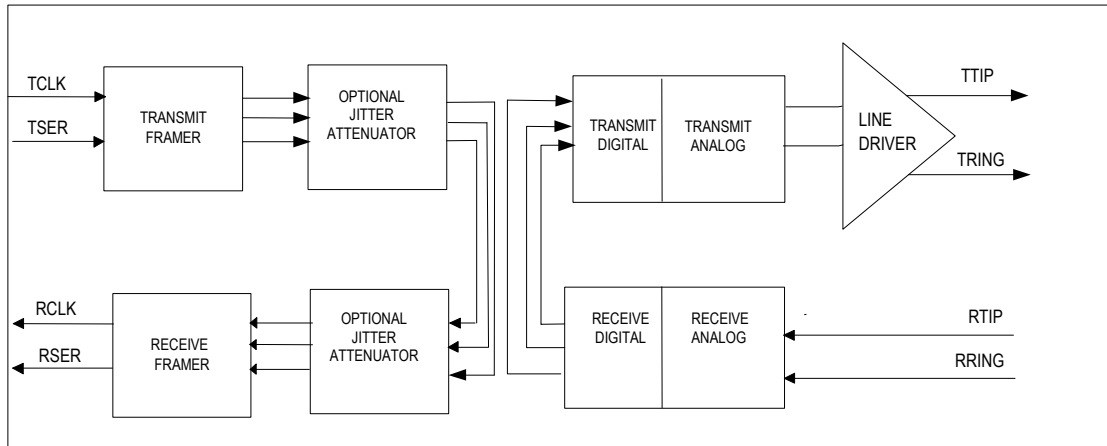 TCLK
TSER
TRANSMIT
FRAMER
OPTIONAL
JITTER
ATTENUATOR
TRANSMIT
DIGITAL
TRANSMIT
ANALOG
LINE
DRIVER
TTIP
TRING
RCLK
RSER
RECEIVE
FRAMER
OPTIONAL
JITTER
ATTENUATOR
RECEIVE
DIGITAL
RECEIVE
ANALOG
RTIP
RRING